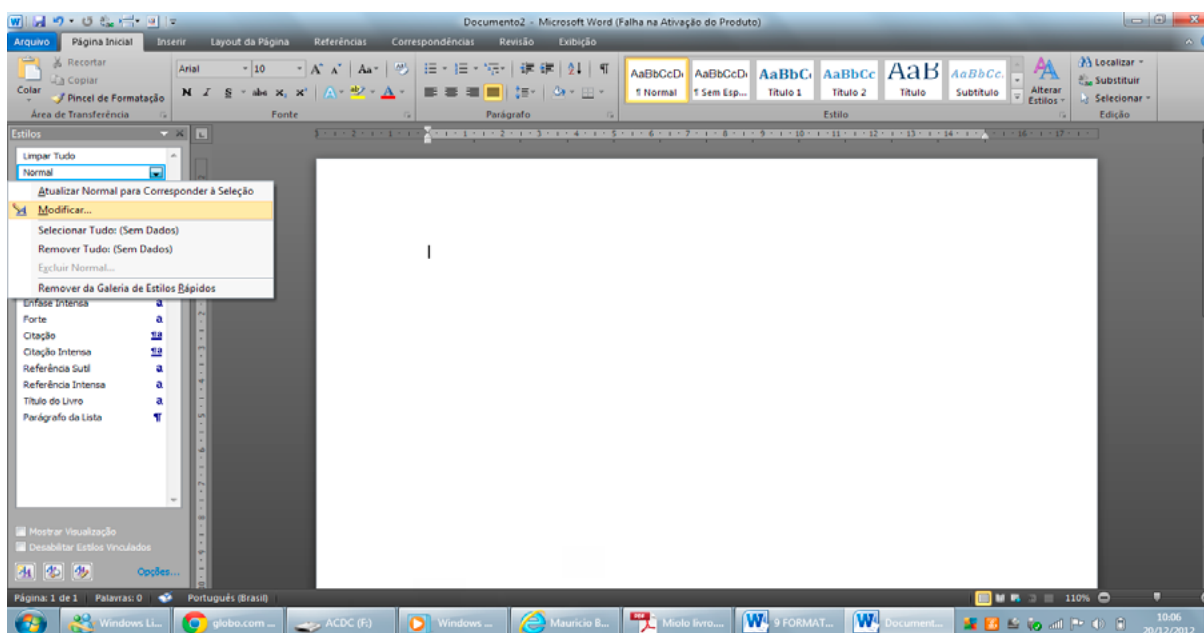 Documento2 - Microsoft Word (Falha na Ativação do Produto)
Arquivo Página Inicial Inserir Layout da Página Referências Correspondências Revisão Exibição
Colar
Recortar
Copiar
Pincel de Formatação
Área de Transferência
Arial 10
N I S abc x, x²
Fonte
Parágrafo
AaBbCcDı AaBbCcDı AaBbCı AaBbCc AaB AaBbCc.
¶ Normal ¶ Sem Esp... Título 1 Título 2 Título Subtítulo
Alterar
Estilos
Estilo
Localizar
Substituir
Selecionar
Edição
Estilos
Limpar Tudo
Normal
Atualizar Normal para Corresponder à Seleção
Modificar...
Selecionar Tudo: (Sem Dados)
Remover Tudo: (Sem Dados)
Excluir Normal...
Remover da Galeria de Estilos Rápidos
Ênfase Intensa a
Forte a
Citação ¶a
Citação Intensa ¶a
Referência Sutil a
Referência Intensa a
Título do Livro a
Parágrafo da Lista ¶
Mostrar Visualização
Desabilitar Estilos Vinculados
Opções...
Página: 1 de 1 Palavras: 0 Português (Brasil) 110%
Windows Li... globo.com ... ACDC (F:) Windows ... Mauricio B... Miolo livro.... 9 FORMAT... Document... 10:06
20/12/2012